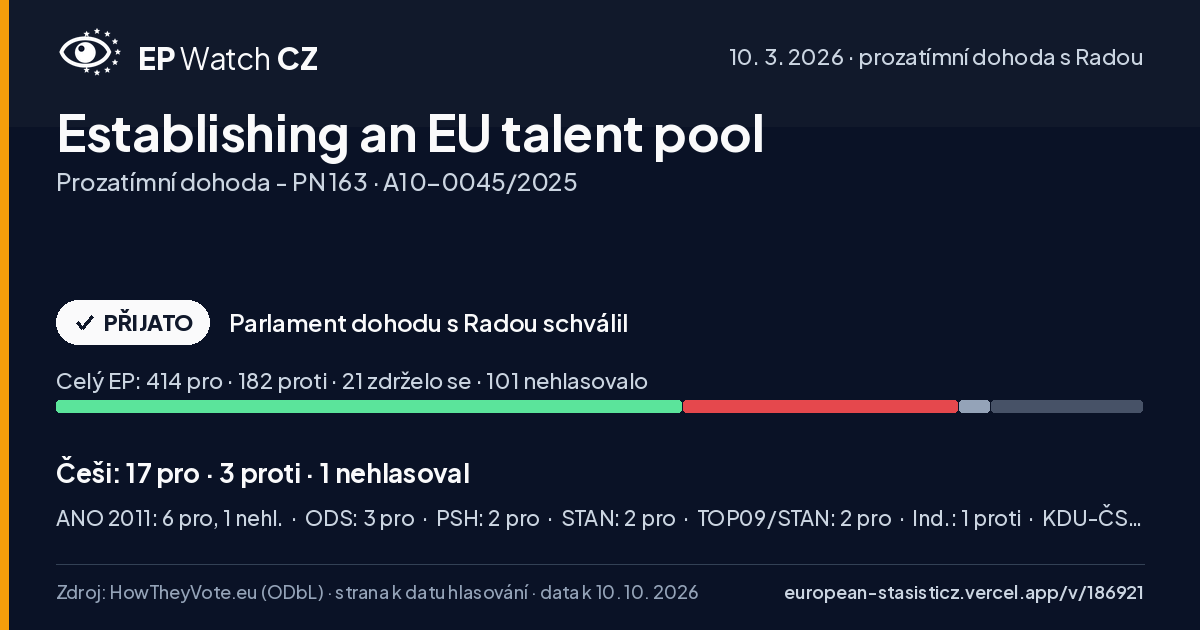 EP Watch CZ
10. 3. 2026 · prozatímní dohoda s Radou
Establishing an EU talent pool
Prozatímní dohoda - PN 163 · A10-0045/2025
✓ PŘIJATO
Parlament dohodu s Radou schválil
Celý EP: 414 pro · 182 proti · 21 zdrželo se · 101 nehlasovalo
Češi: 17 pro · 3 proti · 1 nehlasoval
ANO 2011: 6 pro, 1 nehl. · ODS: 3 pro · PSH: 2 pro · STAN: 2 pro · TOP09/STAN: 2 pro · Ind.: 1 proti · KDU-ČS…
Zdroj: HowTheyVote.eu (ODbL) · strana k datu hlasování · data k 10. 10. 2026
european-stasisticz.vercel.app/v/186921